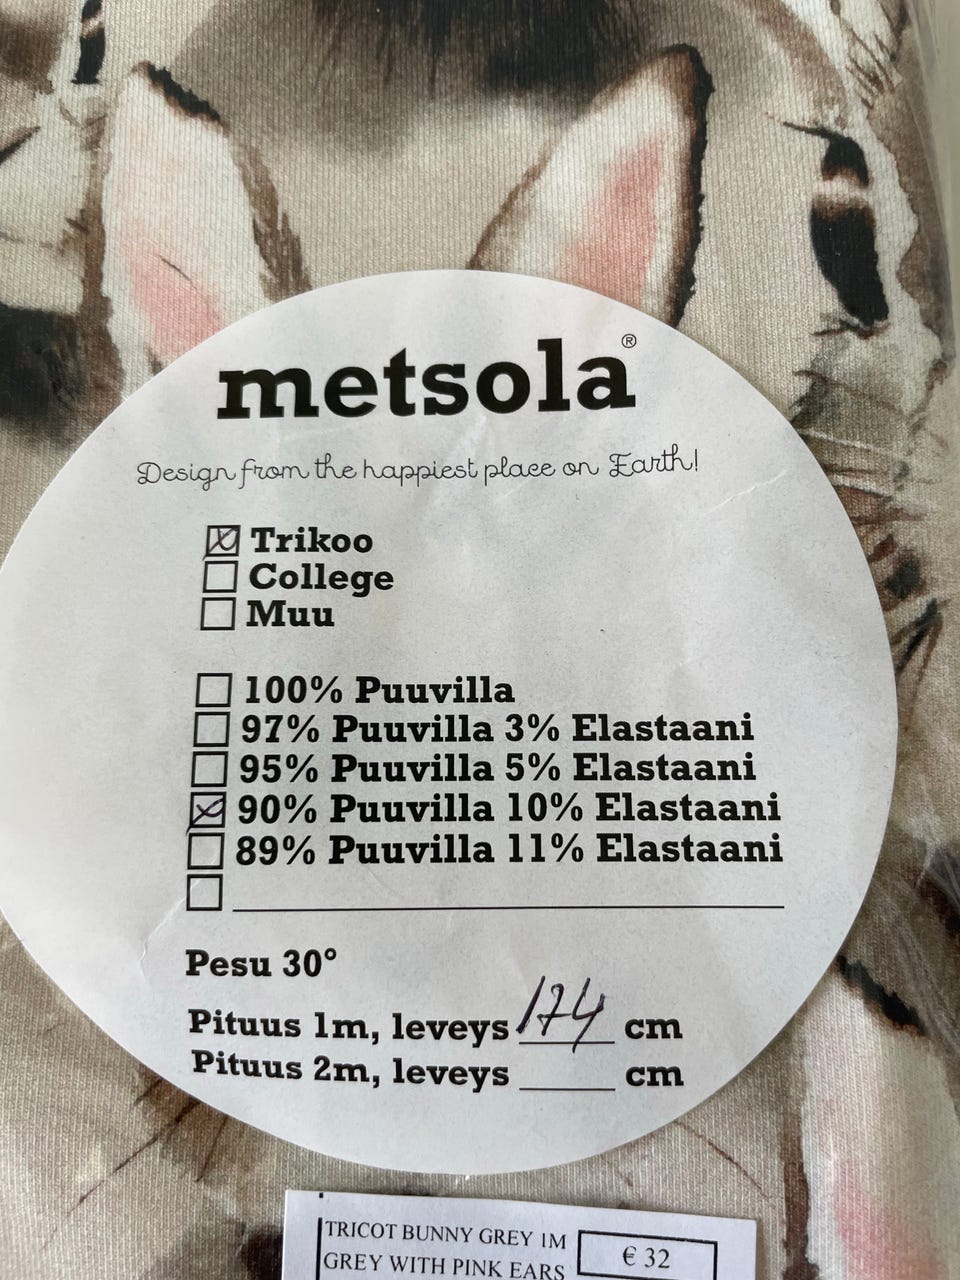 metsola®
Design from the happiest place on Earth!
Trikoo
College
Muu
100% Puuvilla
97% Puuvilla 3% Elastaani
95% Puuvilla 5% Elastaani
90% Puuvilla 10% Elastaani
89% Puuvilla 11% Elastaani
Pesu 30°
Pituus 1m, leveys 174 cm
Pituus 2m, leveys ____ cm
TRICOT BUNNY GREY 1M
GREY WITH PINK EARS
€ 32